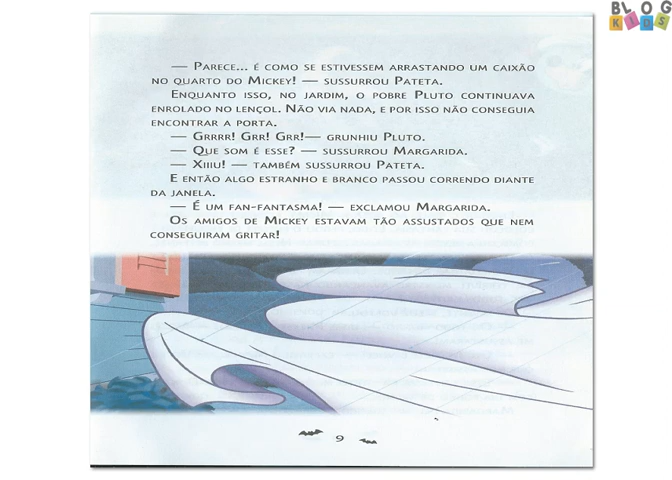 BLOG
KIDS
— PARECE... É COMO SE ESTIVESSEM ARRASTANDO UM CAIXÃO
NO QUARTO DO MICKEY! — SUSSURROU PATETA.
ENQUANTO ISSO, NO JARDIM, O POBRE PLUTO CONTINUAVA
ENROLADO NO LENÇOL. NÃO VIA NADA, E POR ISSO NÃO CONSEGUIA
ENCONTRAR A PORTA.
— GRRRR! GRR! GRR!— GRUNHIU PLUTO.
— QUE SOM É ESSE? — SUSSURROU MARGARIDA.
— XIIIU! — TAMBÉM SUSSURROU PATETA.
E ENTÃO ALGO ESTRANHO E BRANCO PASSOU CORRENDO DIANTE
DA JANELA.
— É UM FAN-FANTASMA! — EXCLAMOU MARGARIDA.
OS AMIGOS DE MICKEY ESTAVAM TÃO ASSUSTADOS QUE NEM
CONSEGUIRAM GRITAR!
9